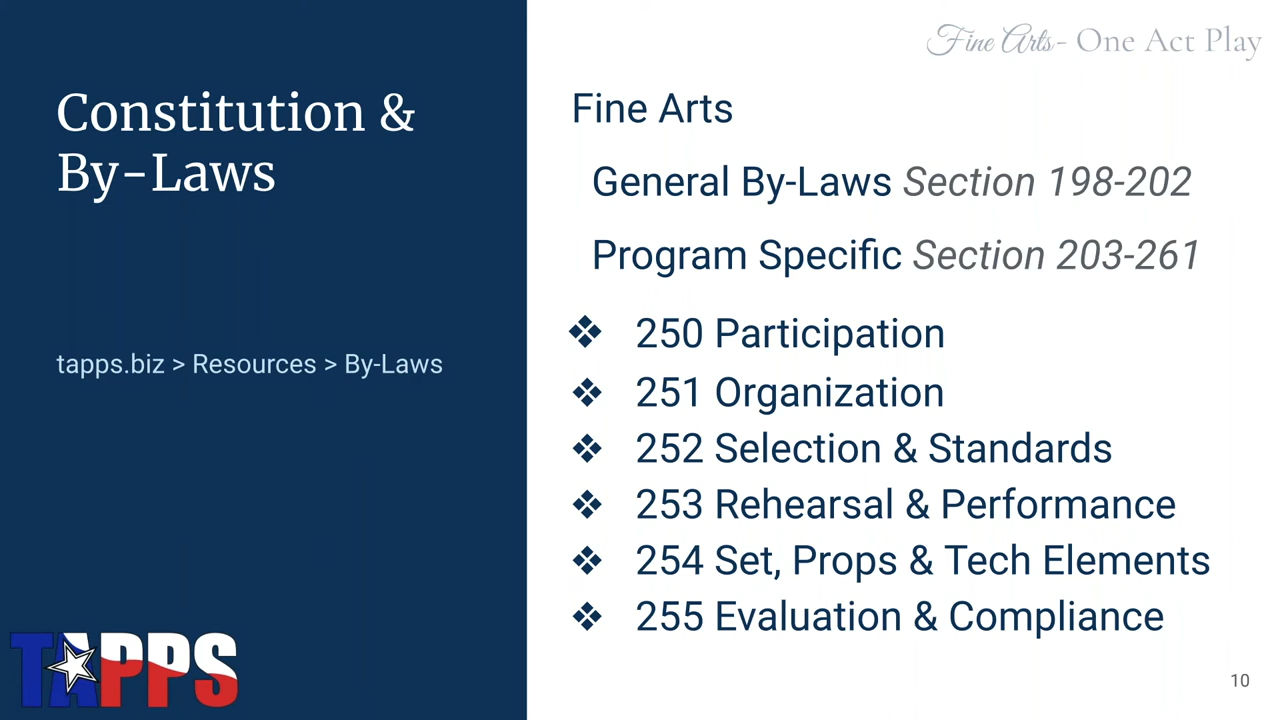 Fine Arts - One Act Play
Constitution &
By-Laws
tapps.biz > Resources > By-Laws
TAPPS
Fine Arts
General By-Laws Section 198-202
Program Specific Section 203-261
❖ 250 Participation
❖ 251 Organization
❖ 252 Selection & Standards
❖ 253 Rehearsal & Performance
❖ 254 Set, Props & Tech Elements
❖ 255 Evaluation & Compliance
10